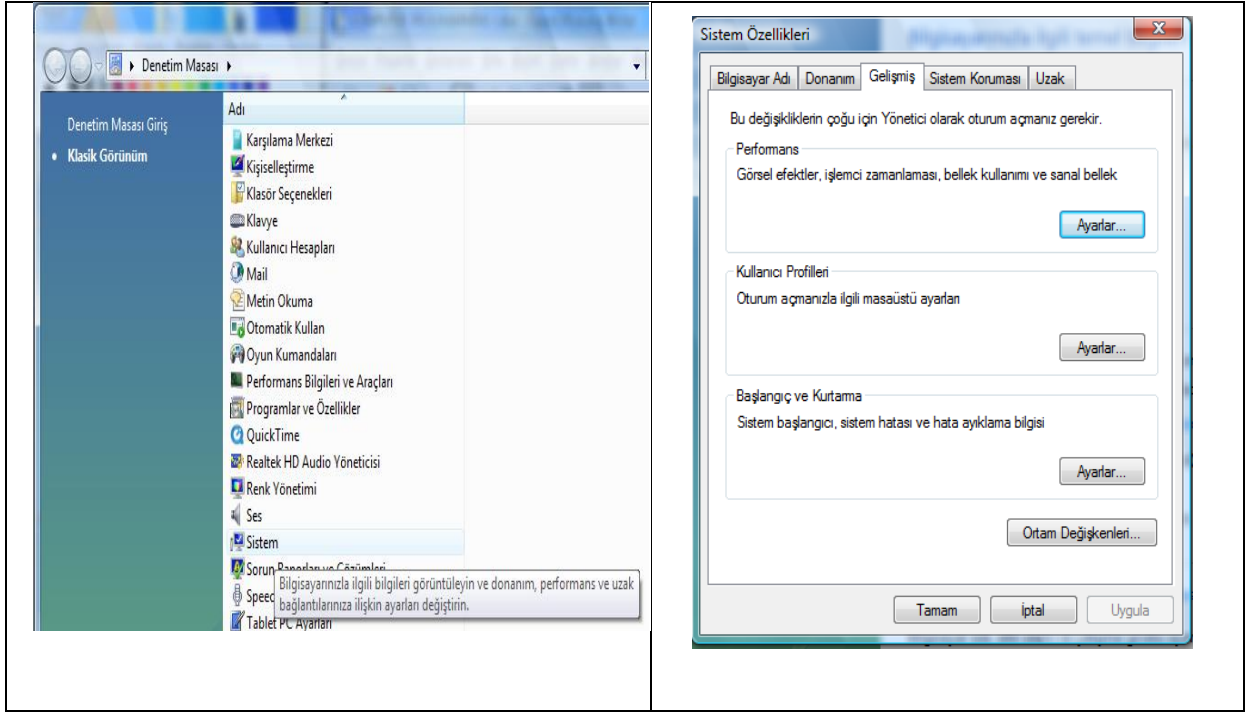 Denetim Masası
Denetim Masası Giriş
Klasik Görünüm
Adı
Karşılama Merkezi
Kişiselleştirme
Klasör Seçenekleri
Klavye
Kullanıcı Hesapları
Mail
Metin Okuma
Otomatik Kullan
Oyun Kumandaları
Performans Bilgileri ve Araçları
Programlar ve Özellikler
QuickTime
Realtek HD Audio Yöneticisi
Renk Yönetimi
Ses
Sistem
Sorun Raporları ve Çözümleri
Bilgisayarınızla ilgili bilgileri görüntüleyin ve donanım, performans ve uzak
Speec
bağlantılarınıza ilişkin ayarları değiştirin.
Tablet PC Ayarları
Sistem Özellikleri
Bilgisayar Adı Donanım Gelişmiş Sistem Koruması Uzak
Bu değişikliklerin çoğu için Yönetici olarak oturum açmanız gerekir.
Performans
Görsel efektler, işlemci zamanlaması, bellek kullanımı ve sanal bellek
Ayarlar...
Kullanıcı Profilleri
Oturum açmanızla ilgili masaüstü ayarları
Ayarlar...
Başlangıç ve Kurtarma
Sistem başlangıcı, sistem hatası ve hata ayıklama bilgisi
Ayarlar...
Ortam Değişkenleri...
Tamam İptal Uygula